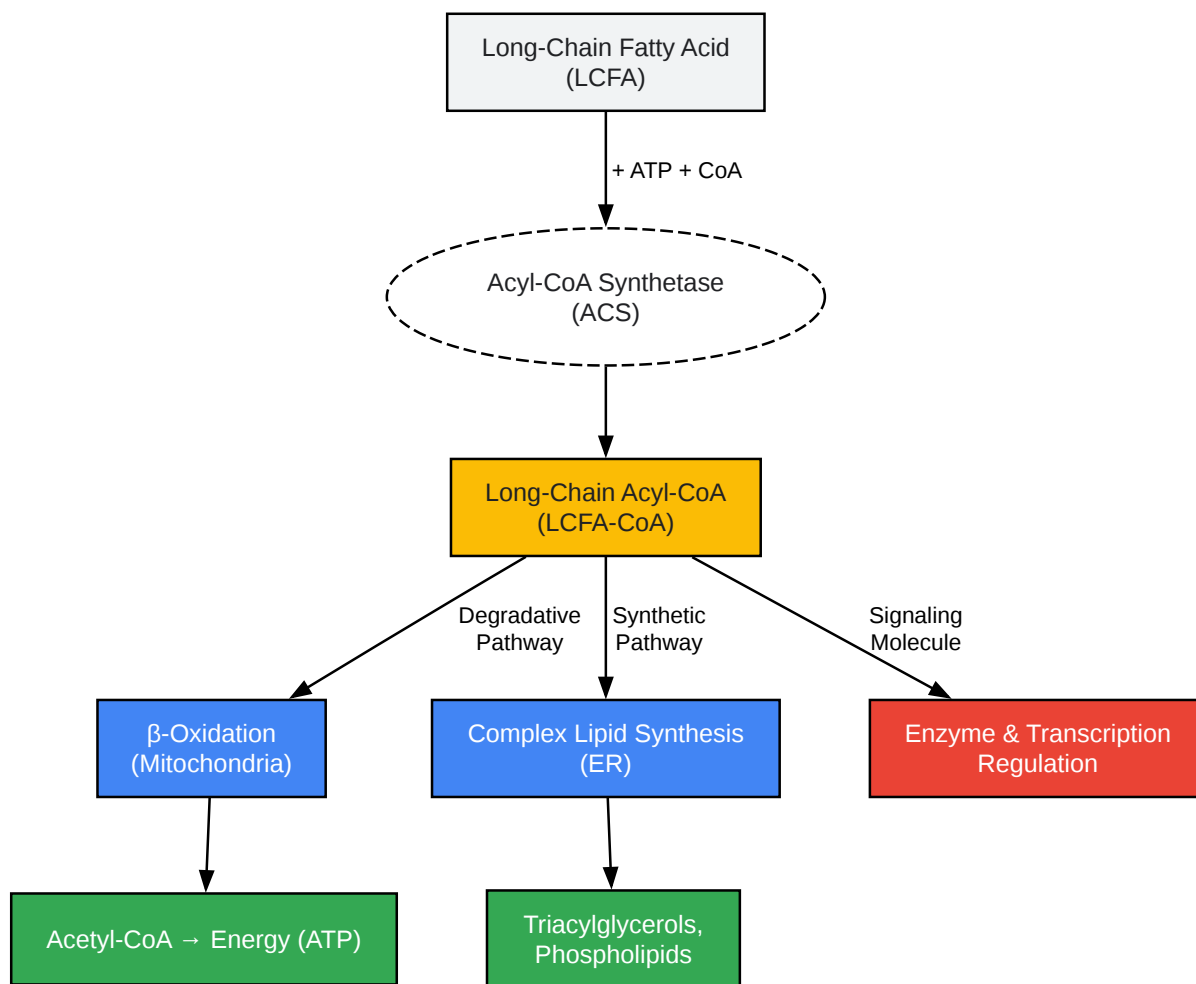 Long-Chain Fatty Acid
(LCFA)
+ ATP + CoA
Acyl-CoA Synthetase
(ACS)
Long-Chain Acyl-CoA
(LCFA-CoA)
Degradative
Pathway
Synthetic
Pathway
Signaling
Molecule
β-Oxidation
(Mitochondria)
Complex Lipid Synthesis
(ER)
Enzyme & Transcription
Regulation
Acetyl-CoA → Energy (ATP)
Triacylglycerols,
Phospholipids